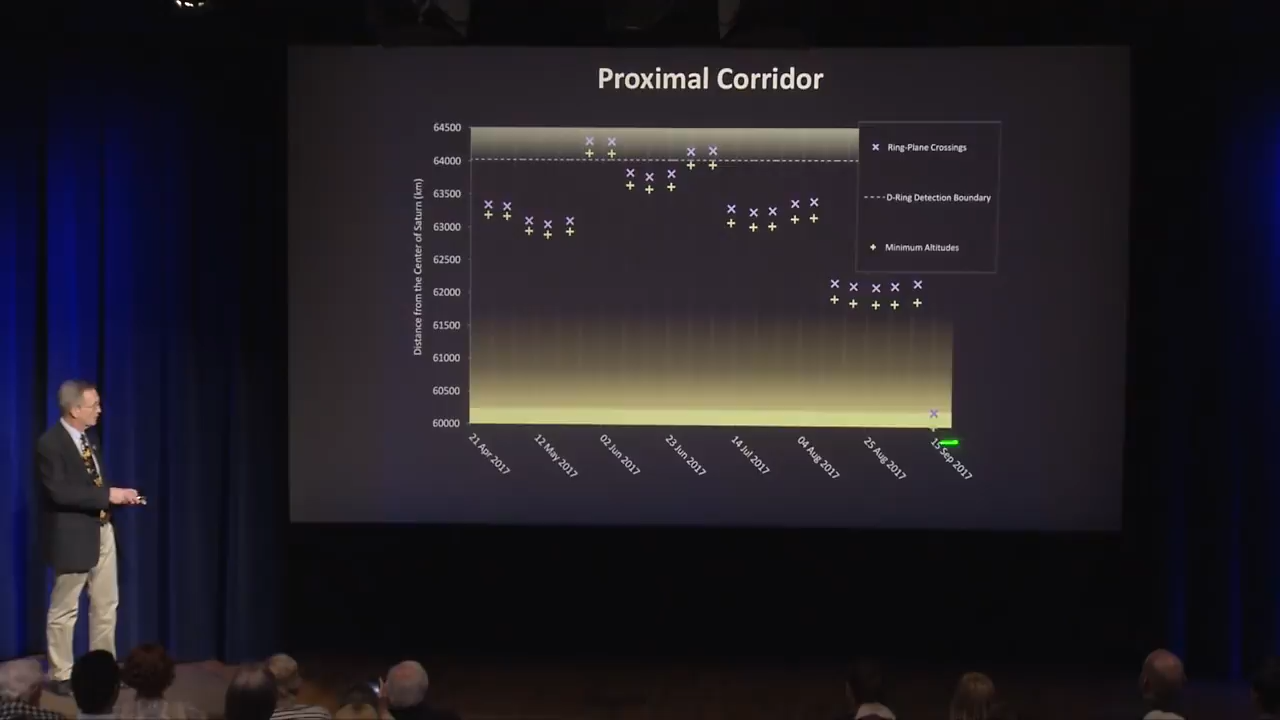 Proximal Corridor
64500
64000
63500
63000
62500
62000
61500
61000
60500
60000
Distance from the Center of Saturn (km)
21 Apr 2017
12 May 2017
02 Jun 2017
23 Jun 2017
14 Jul 2017
04 Aug 2017
25 Aug 2017
15 Sep 2017
Ring-Plane Crossings
D-Ring Detection Boundary
Minimum Altitudes